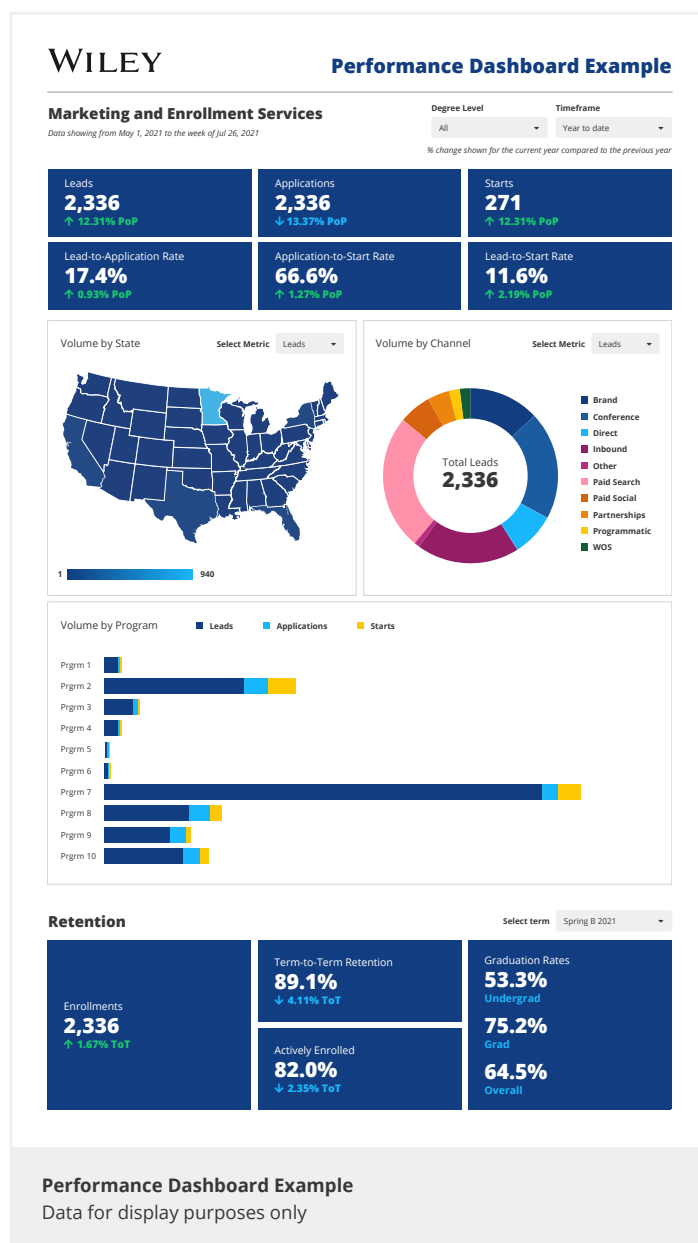 WILEY
Performance Dashboard Example
Marketing and Enrollment Services
Data showing from May 1, 2021 to the week of Jul 26, 2021
Degree Level
All
Timeframe
Year to date
% change shown for the current year compared to the previous year
Leads
2,336
↑ 12.31% PoP
Applications
2,336
↓ 13.37% PoP
Starts
271
↑ 12.31% PoP
Lead-to-Application Rate
17.4%
↑ 0.93% PoP
Application-to-Start Rate
66.6%
↑ 1.27% PoP
Lead-to-Start Rate
11.6%
↑ 2.19% PoP
Volume by State
Select Metric
Leads
1
940
Volume by Channel
Select Metric
Leads
Total Leads
2,336
Brand
Conference
Direct
Inbound
Other
Paid Search
Paid Social
Partnerships
Programmatic
WOS
Volume by Program
Leads
Applications
Starts
Prgrm 1
Prgrm 2
Prgrm 3
Prgrm 4
Prgrm 5
Prgrm 6
Prgrm 7
Prgrm 8
Prgrm 9
Prgrm 10
Retention
Select term
Spring B 2021
Enrollments
2,336
↑ 1.67% ToT
Term-to-Term Retention
89.1%
↓ 4.11% ToT
Actively Enrolled
82.0%
↓ 2.35% ToT
Graduation Rates
53.3%
Undergrad
75.2%
Grad
64.5%
Overall
Performance Dashboard Example
Data for display purposes only